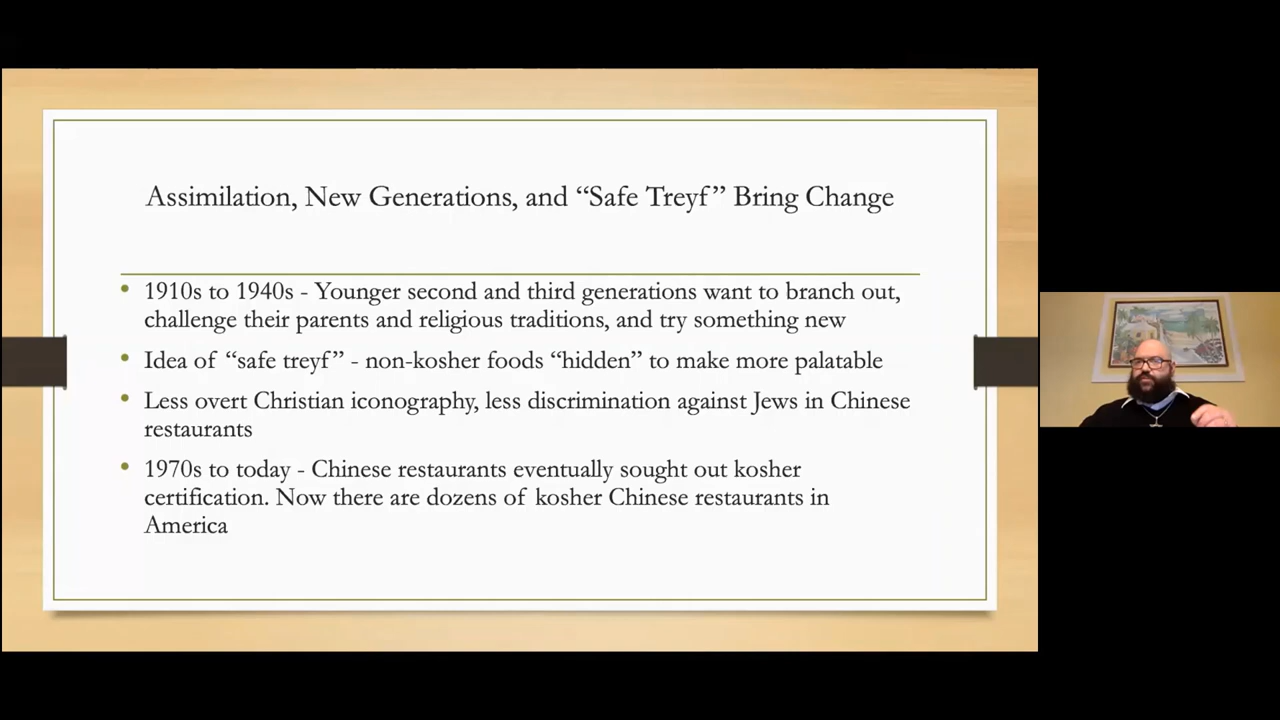 Assimilation, New Generations, and “Safe Treyf” Bring Change
• 1910s to 1940s - Younger second and third generations want to branch out,
challenge their parents and religious traditions, and try something new
• Idea of “safe treyf” - non-kosher foods “hidden” to make more palatable
• Less overt Christian iconography, less discrimination against Jews in Chinese
restaurants
• 1970s to today - Chinese restaurants eventually sought out kosher
certification. Now there are dozens of kosher Chinese restaurants in
America